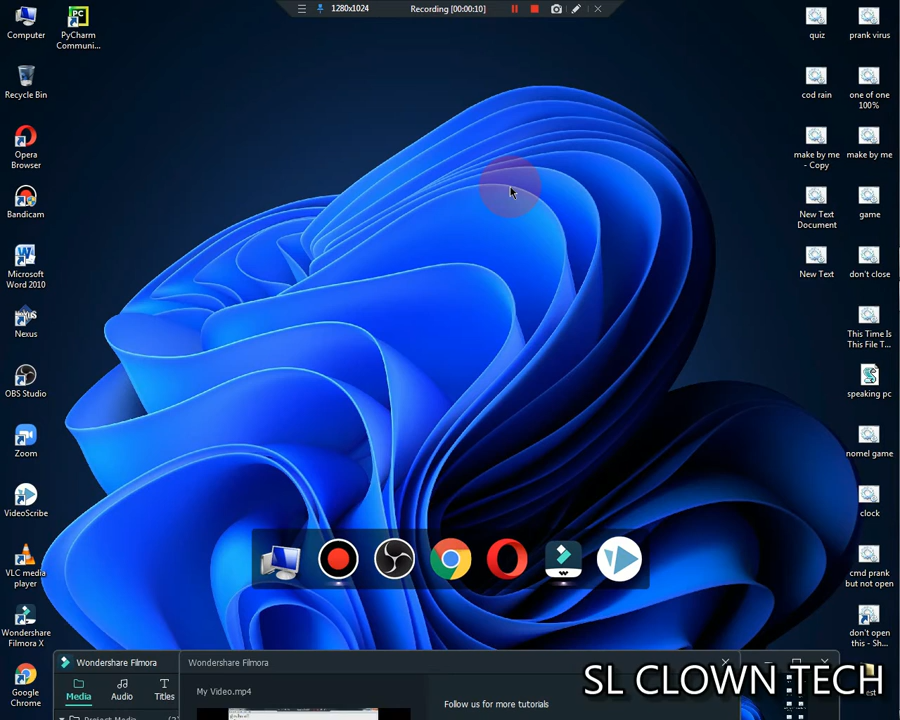 1280x1024
Recording [00:00:10]
Computer
PC
PyCharm
Communi...
Recycle Bin
Opera
Browser
Bandicam
W
Microsoft
Word 2010
Nexus
OBS Studio
Zoom
VideoScribe
VLC media
player
Wondershare
Filmora X
Google
Chrome
quiz
prank virus
cod rain
one of one
100%
make by me
- Copy
make by me
New Text
Document
game
New Text
don't close
This Time Is
This File T...
speaking pc
nomel game
clock
cmd prank
but not open
don't open
this - Sh...
Wondershare Filmora
Media
Audio
Titles
Wondershare Filmora
My Video.mp4
Follow us for more tutorials
SL CLOWN TECH